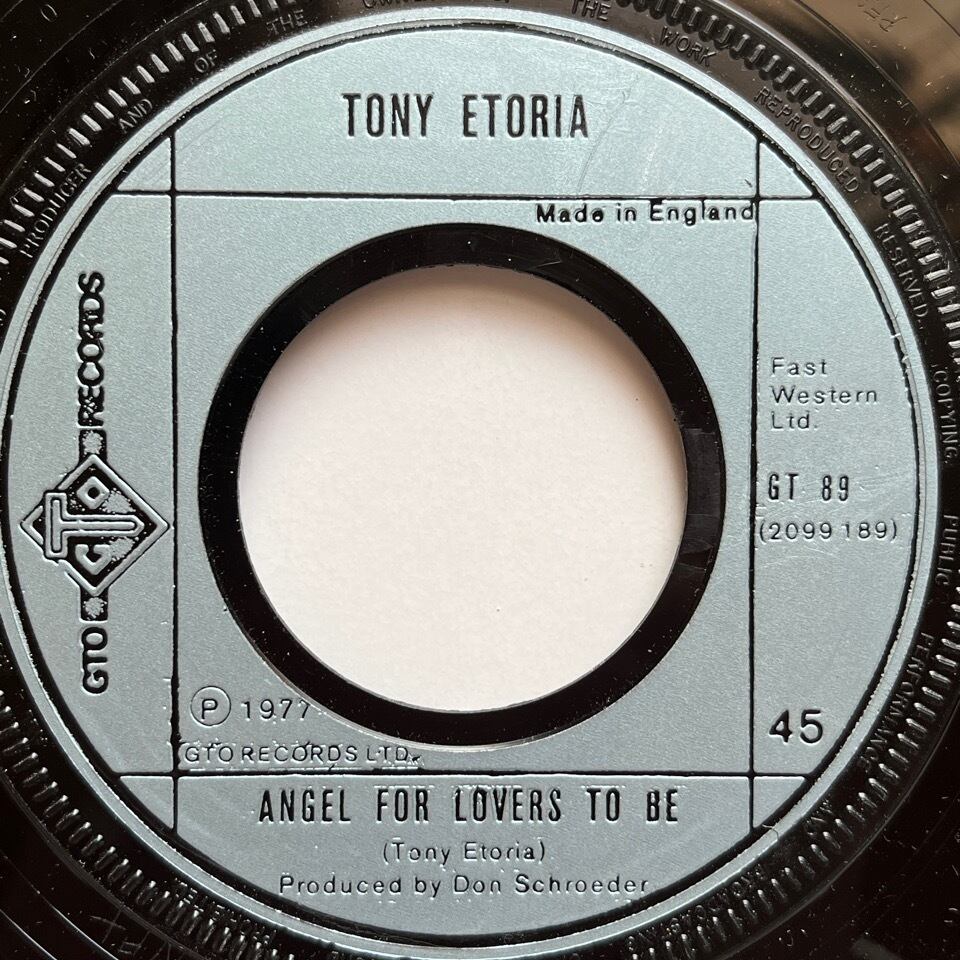 TONY ETORIA
Made in England
GTO RECORDS
GTO
Fast
Western
Ltd.
GT 89
(2099 189)
Ⓟ 1977
GTO RECORDS LTD.
45
ANGEL FOR LOVERS TO BE
(Tony Etoria)
Produced by Don Schroeder
PRODUCER AND OF THE THE WORK REPRODUCED RESERVED. COPYING PUBLIC PERFORMANCE AND